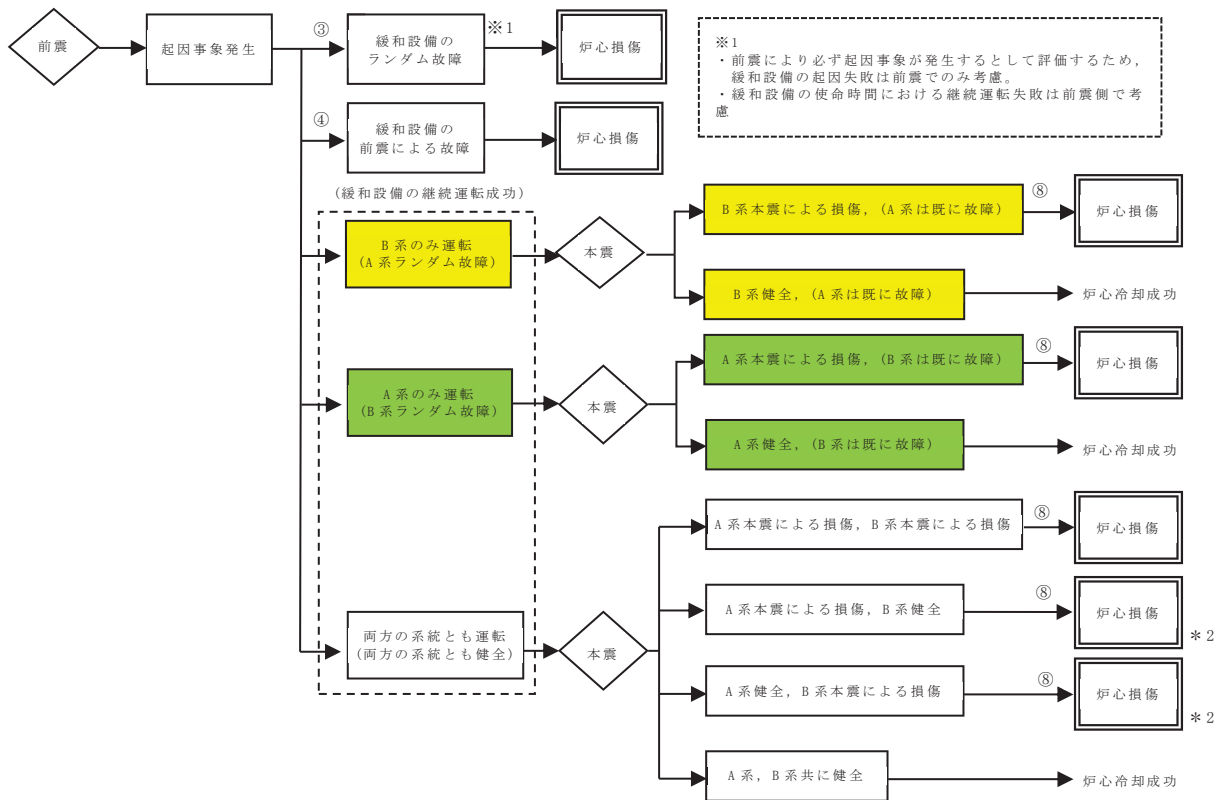 前震
起因事象発生
③
緩和設備の
ランダム故障
※1
炉心損傷
※1
・前震により必ず起因事象が発生するとして評価するため，
緩和設備の起因失敗は前震でのみ考慮。
・緩和設備の使命時間における継続運転失敗は前震側で考
慮
④
緩和設備の
前震による故障
炉心損傷
(緩和設備の継続運転成功)
B系のみ運転
(A系ランダム故障)
本震
B系本震による損傷，(A系は既に故障)
⑧
炉心損傷
B系健全，(A系は既に故障)
炉心冷却成功
A系のみ運転
(B系ランダム故障)
本震
A系本震による損傷，(B系は既に故障)
⑧
炉心損傷
A系健全，(B系は既に故障)
炉心冷却成功
両方の系統とも運転
(両方の系統とも健全)
本震
A系本震による損傷，B系本震による損傷
⑧
炉心損傷
A系本震による損傷，B系健全
⑧
炉心損傷
＊2
A系健全，B系本震による損傷
⑧
炉心損傷
＊2
A系，B系共に健全
炉心冷却成功